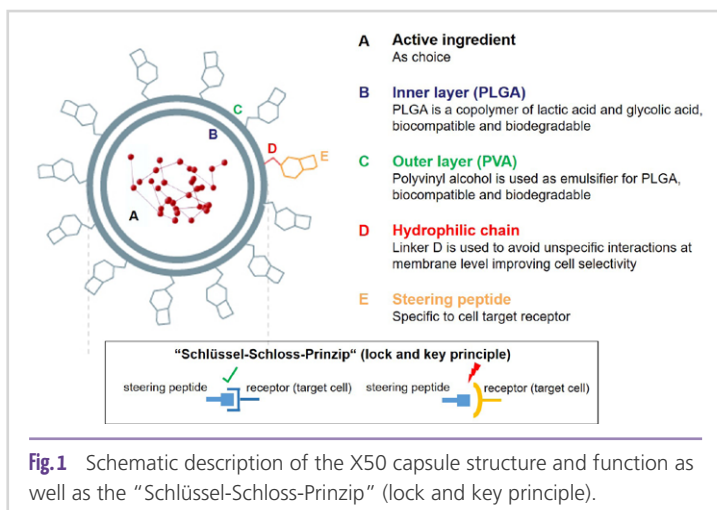 A Active ingredient
As choice
B Inner layer (PLGA)
PLGA is a copolymer of lactic acid and glycolic acid,
biocompatible and biodegradable
C Outer layer (PVA)
Polyvinyl alcohol is used as emulsifier for PLGA,
biocompatible and biodegradable
D Hydrophilic chain
Linker D is used to avoid unspecific interactions at
membrane level improving cell selectivity
E Steering peptide
Specific to cell target receptor
C
B
D
E
A
“Schlüssel-Schloss-Prinzip“ (lock and key principle)
steering peptide receptor (target cell) steering peptide receptor (target cell)
Fig. 1 Schematic description of the X50 capsule structure and function as
well as the “Schlüssel-Schloss-Prinzip” (lock and key principle).